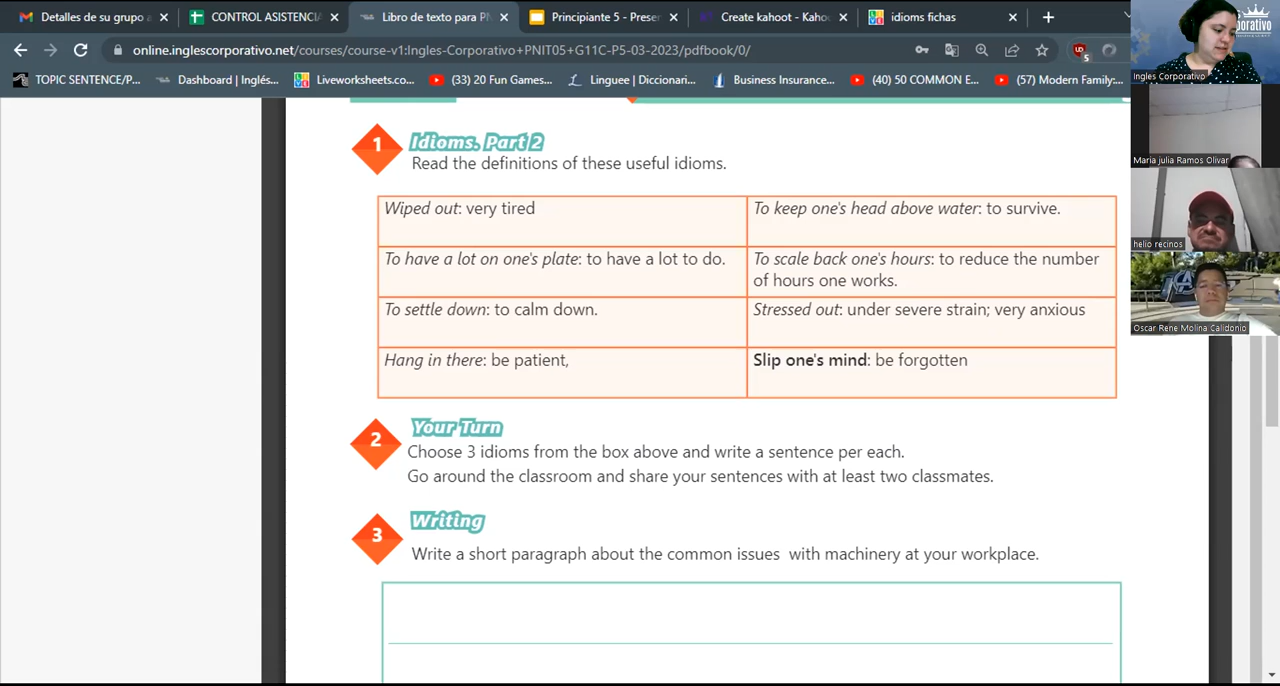 Detalles de su grupo a
CONTROL ASISTENCI
Libro de texto para PN
Principiante 5 - Preser
Create kahoot - Kahoo
idioms fichas
online.inglescorporativo.net/courses/course-v1:Ingles-Corporativo+PNIT05+G11C-P5-03-2023/pdfbook/0/
5
TOPIC SENTENCE/P...
Dashboard | Inglés...
Liveworksheets.co...
(33) 20 Fun Games...
Linguee | Diccionari...
Business Insurance...
(40) 50 COMMON E...
(57) Modern Family:...
porativo
Ingles Corporativo
Maria julia Ramos Olivar
helio recinos
Oscar Rene Molina Calidonio
1
Idioms. Part 2
Read the definitions of these useful idioms.
Wiped out: very tired
To keep one's head above water: to survive.
To have a lot on one's plate: to have a lot to do.
To scale back one's hours: to reduce the number
of hours one works.
To settle down: to calm down.
Stressed out: under severe strain; very anxious
Hang in there: be patient,
Slip one's mind: be forgotten
2
Your Turn
Choose 3 idioms from the box above and write a sentence per each.
Go around the classroom and share your sentences with at least two classmates.
3
Writing
Write a short paragraph about the common issues with machinery at your workplace.